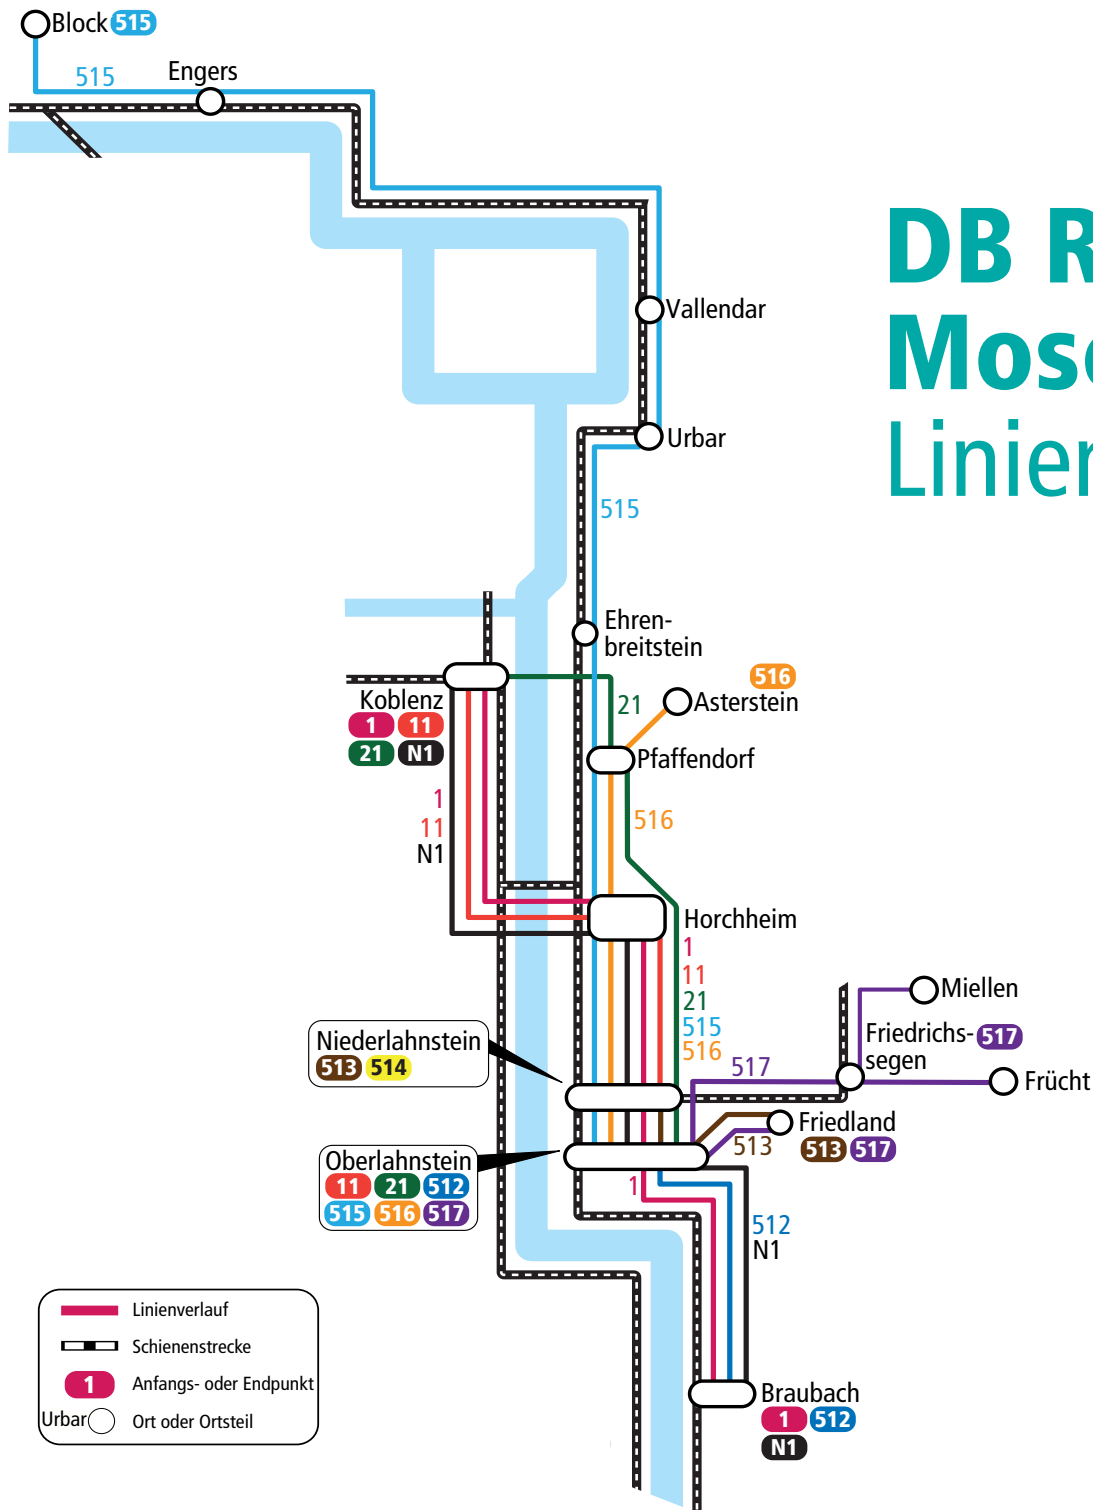 Block 515
515
Engers
DB R
Mose
Linien
Vallendar
Urbar
515
Ehren-
breitstein
516
Asterstein
21
Koblenz
1 11
21 N1
Pfaffendorf
1
11
N1
516
Horchheim
1
11
21
515
516
Miellen
Friedrichs-
segen 517
Niederlahnstein
513 514
517
Frücht
Friedland
513 517
513
Oberlahnstein
11 21 512
515 516 517
1
512
N1
Linienverlauf
Schienenstrecke
1 Anfangs- oder Endpunkt
Urbar Ort oder Ortsteil
Braubach
1 512
N1